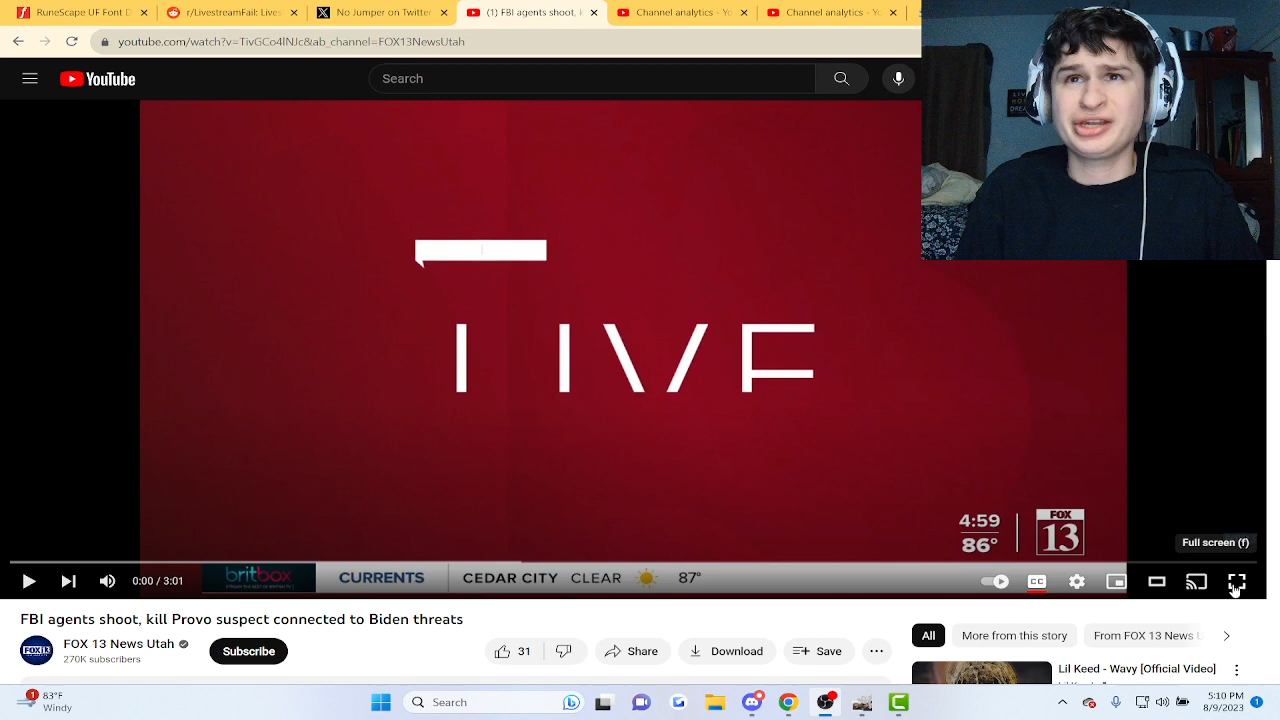 RuneScape UF Font D
r/LivestreamFail: Lives
No Jumper on Twitter
(1) FBI agents shoot,
Channel analytics - Yo
Channel analytics - Yo
youtube.com/watch?v=TivGCo4lNJc&ab_channel=FOX13NewsUtah
YouTube
Search
LIVE
4:59
86°
FOX
13
Full screen (f)
0:00 / 3:01
britbox
CURRENTS
CEDAR CITY CLEAR 87°
CC
FBI agents shoot, kill Provo suspect connected to Biden threats
FOX 13 News Utah
270K subscribers
Subscribe
31
Share
Download
Save
All
More from this story
From FOX 13 News U
Lil Keed - Wavy [Official Video]
1
83°F
Windy
Search
5:10 PM
8/9/2023
1